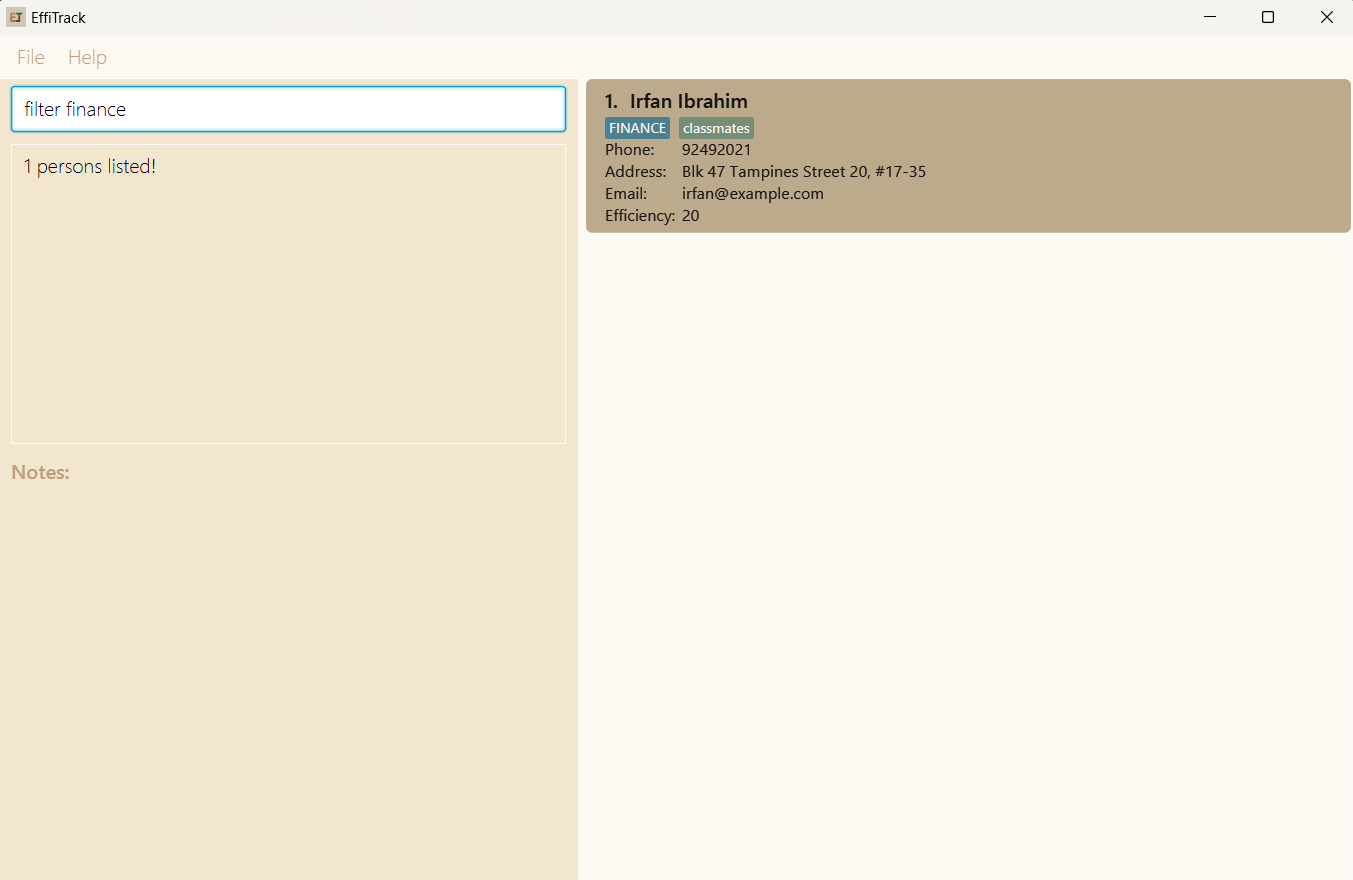 EJ EffiTrack
File Help
filter finance
1 persons listed!
Notes:
1. Irfan Ibrahim
FINANCE classmates
Phone: 92492021
Address: Blk 47 Tampines Street 20, #17-35
Email: irfan@example.com
Efficiency: 20